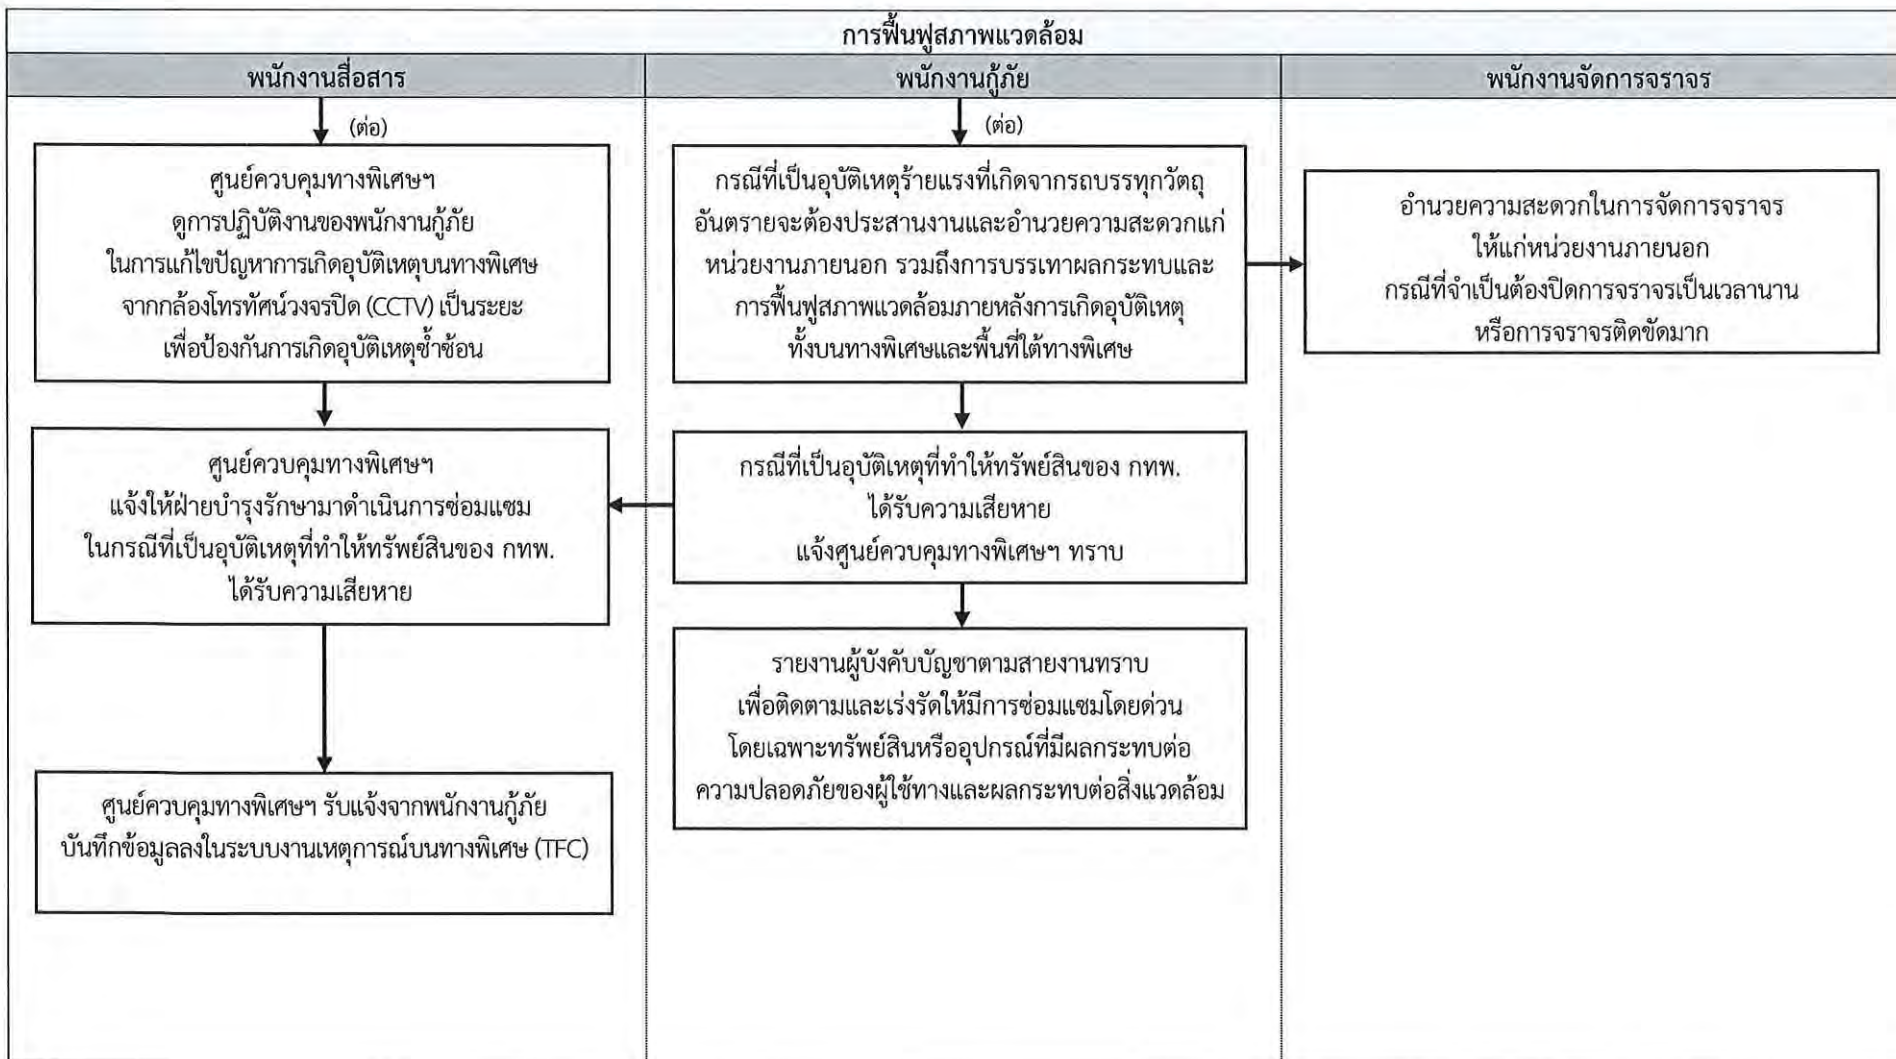 การฟื้นฟูสภาพแวดล้อม
พนักงานสื่อสาร
พนักงานกู้ภัย
พนักงานจัดการจราจร
(ต่อ)
ศูนย์ควบคุมทางพิเศษฯ
ดูการปฏิบัติงานของพนักงานกู้ภัย
ในการแก้ไขปัญหาการเกิดอุบัติเหตุบนทางพิเศษ
จากกล้องโทรทัศน์วงจรปิด (CCTV) เป็นระยะ
เพื่อป้องกันการเกิดอุบัติเหตุซ้ำซ้อน
ศูนย์ควบคุมทางพิเศษฯ
แจ้งให้ฝ่ายบำรุงรักษามาดำเนินการซ่อมแซม
ในกรณีที่เป็นอุบัติเหตุที่ทำให้ทรัพย์สินของ กทพ.
ได้รับความเสียหาย
ศูนย์ควบคุมทางพิเศษฯ รับแจ้งจากพนักงานกู้ภัย
บันทึกข้อมูลลงในระบบงานเหตุการณ์บนทางพิเศษ (TFC)
(ต่อ)
กรณีที่เป็นอุบัติเหตุร้ายแรงที่เกิดจากรถบรรทุกวัตถุ
อันตรายจะต้องประสานงานและอำนวยความสะดวกแก่
หน่วยงานภายนอก รวมถึงการบรรเทาผลกระทบและ
การฟื้นฟูสภาพแวดล้อมภายหลังการเกิดอุบัติเหตุ
ทั้งบนทางพิเศษและพื้นที่ใต้ทางพิเศษ
กรณีที่เป็นอุบัติเหตุที่ทำให้ทรัพย์สินของ กทพ.
ได้รับความเสียหาย
แจ้งศูนย์ควบคุมทางพิเศษฯ ทราบ
รายงานผู้บังคับบัญชาตามสายงานทราบ
เพื่อติดตามและเร่งรัดให้มีการซ่อมแซมโดยด่วน
โดยเฉพาะทรัพย์สินหรืออุปกรณ์ที่มีผลกระทบต่อ
ความปลอดภัยของผู้ใช้ทางและผลกระทบต่อสิ่งแวดล้อม
อำนวยความสะดวกในการจัดการจราจร
ให้แก่หน่วยงานภายนอก
กรณีที่จำเป็นต้องปิดการจราจรเป็นเวลานาน
หรือการจราจรติดขัดมาก